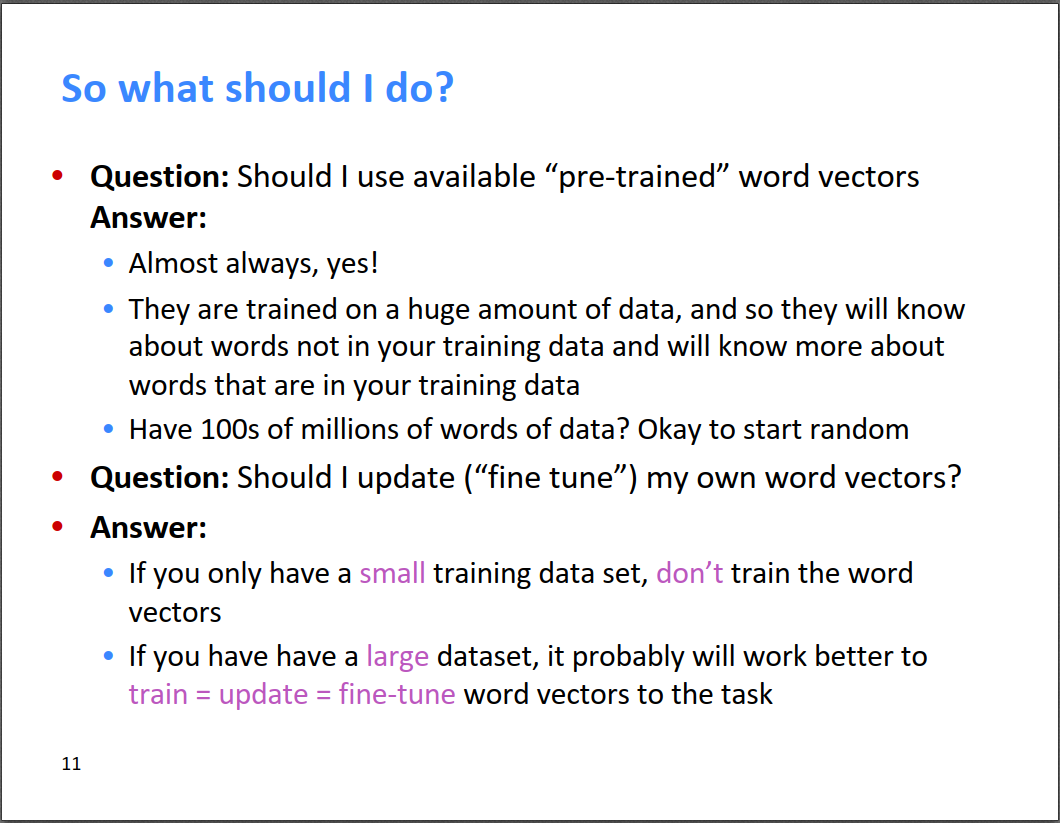 So what should I do?
• Question: Should I use available “pre-trained” word vectors
Answer:
• Almost always, yes!
• They are trained on a huge amount of data, and so they will know
about words not in your training data and will know more about
words that are in your training data
• Have 100s of millions of words of data? Okay to start random
• Question: Should I update (“fine tune”) my own word vectors?
• Answer:
• If you only have a small training data set, don’t train the word
vectors
• If you have have a large dataset, it probably will work better to
train = update = fine-tune word vectors to the task
11